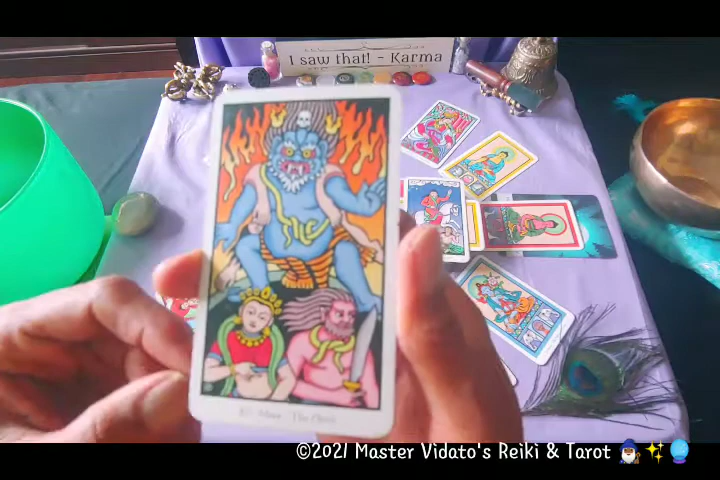 I saw that! - Karma
©2021 Master Vidato's Reiki & Tarot 🧙‍♂️✨🔮